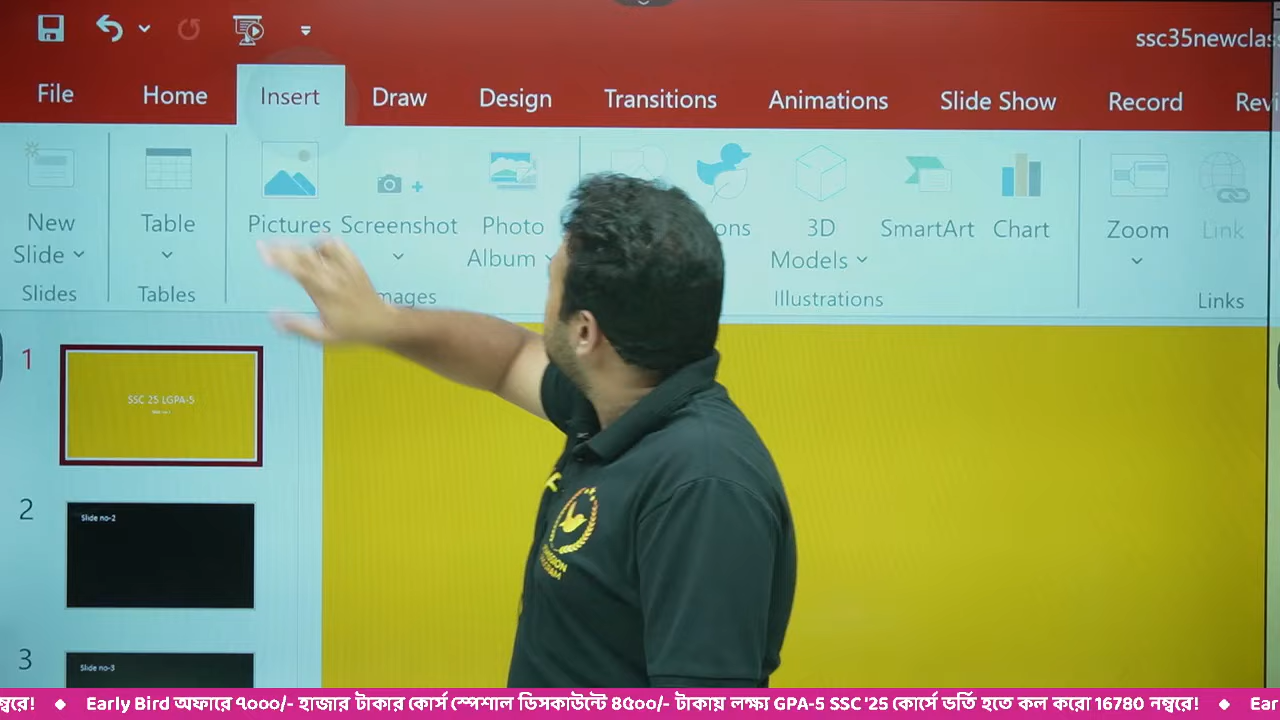 ssc35newclas
File Home Insert Draw Design Transitions Animations Slide Show Record Rev
New Slide
Table
Pictures
Screenshot
Photo Album
3D Models
SmartArt
Chart
Zoom
Link
Slides
Tables
Illustrations
Links
1
SSC 25 LGPA-5
2
Slide no-2
3
Slide no-3
ম্বরে! ◆ Early Bird অফারে ৭০০০/- হাজার টাকার কোর্স স্পেশাল ডিসকাউন্টে ৪৫০০/- টাকায় লক্ষ্য GPA-5 SSC '25 কোর্সে ভর্তি হতে কল করো 16780 নম্বরে! ◆ Ear